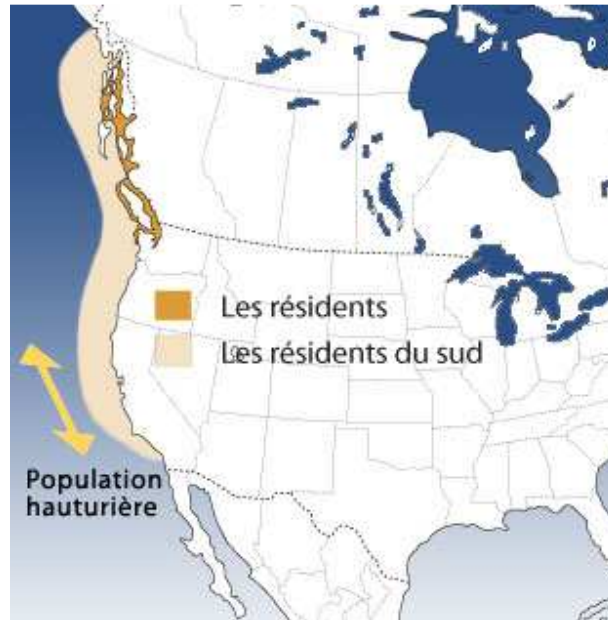 Les résidents
Les résidents du sud
Population
hauturière